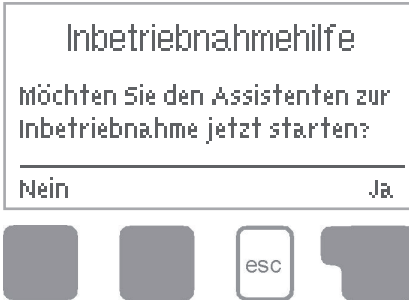 Inbetriebnahmehilfe
Möchten Sie den Assistenten zur
Inbetriebnahme jetzt starten?
Nein Ja
esc